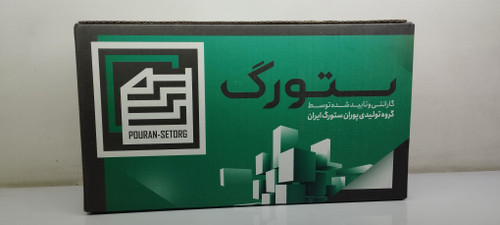 ستورگ
گارانتی و تایید شده توسط
گروه تولیدی پوران ستورگ ایران
POURAN-SETORG